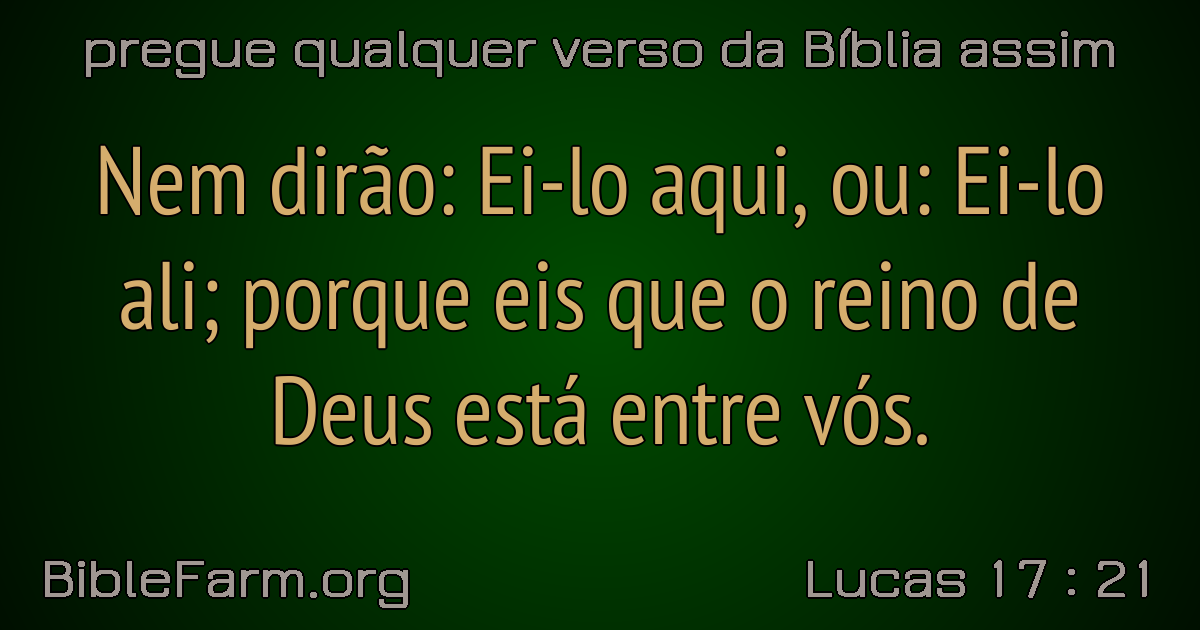 pregue qualquer verso da Bíblia assim
Nem dirão: Ei-lo aqui, ou: Ei-lo
ali; porque eis que o reino de
Deus está entre vós.
BibleFarm.org
Lucas 17 : 21